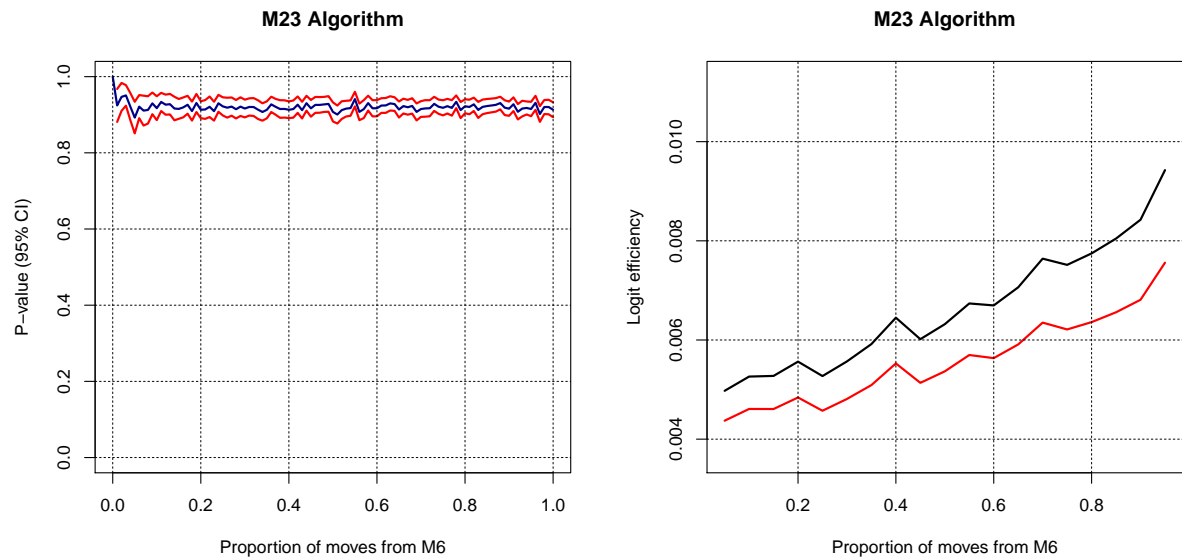 M23 Algorithm
P−value (95% CI)
0.0
0.2
0.4
0.6
0.8
1.0
0.0 0.2 0.4 0.6 0.8 1.0
Proportion of moves from M6
M23 Algorithm
Logit efficiency
0.004
0.006
0.008
0.010
0.2 0.4 0.6 0.8
Proportion of moves from M6